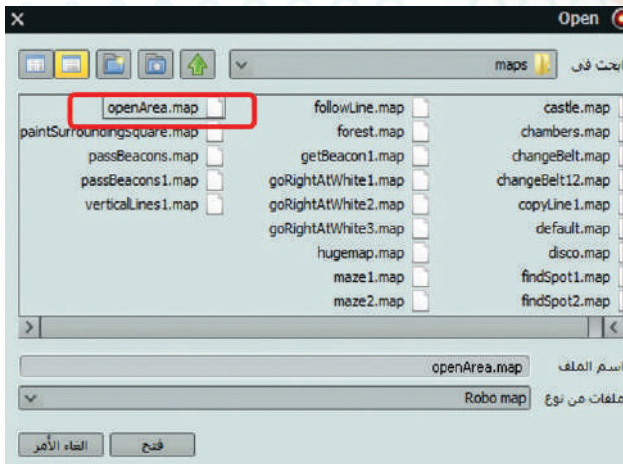 Open
ابحث في maps
castle.map
chambers.map
changeBelt.map
changeBelt12.map
copyLine1.map
default.map
disco.map
findSpot1.map
findSpot2.map
followLine.map
forest.map
getBeacon1.map
goRightAtWhite1.map
goRightAtWhite2.map
goRightAtWhite3.map
hugemap.map
maze1.map
maze2.map
openArea.map
paintSurroundingSquare.map
passBeacons.map
passBeacons1.map
verticalLines1.map
اسم الملف openArea.map
ملفات من نوع Robo map
فتح
الغاء الأمر